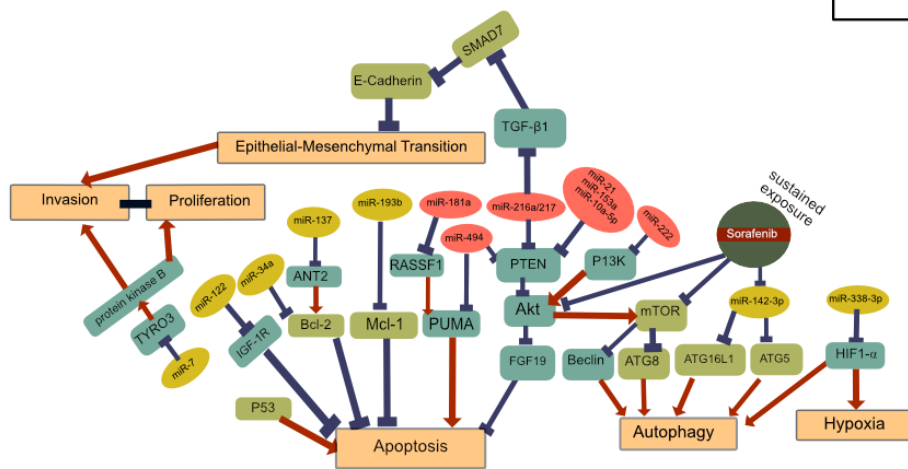 SMAD7
E-Cadherin
TGF-β1
Epithelial-Mesenchymal Transition
Invasion
Proliferation
miR-137
miR-193b
miR-181a
miR-216a/217
miR-21
miR-153a
miR-10a-5p
miR-222
sustained
exposure
Sorafenib
miR-494
miR-34a
miR-122
ANT2
RASSF1
PTEN
P13K
protein kinase B
TYRO3
miR-7
IGF-1R
Bcl-2
Mcl-1
PUMA
Akt
mTOR
miR-142-3p
miR-338-3p
FGF19
Beclin
ATG8
ATG16L1
ATG5
HIF1-α
P53
Apoptosis
Autophagy
Hypoxia